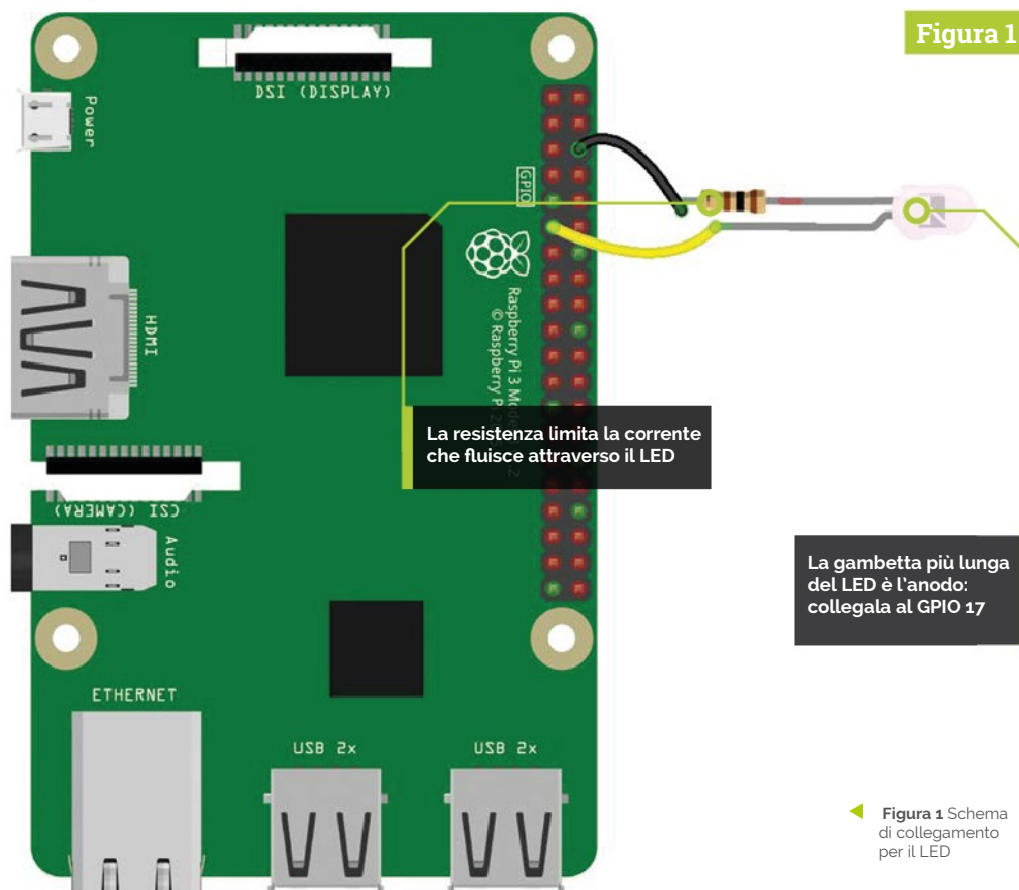 Figura 1
DSI (DISPLAY)
Power
GPIO
HDMI
Raspberry Pi 3
© Raspberry
La resistenza limita la corrente
che fluisce attraverso il LED
CSI (CAMERA)
Audio
La gambetta più lunga
del LED è l’anodo:
collegala al GPIO 17
ETHERNET
USB 2x
USB 2x
Figura 1 Schema
di collegamento
per il LED